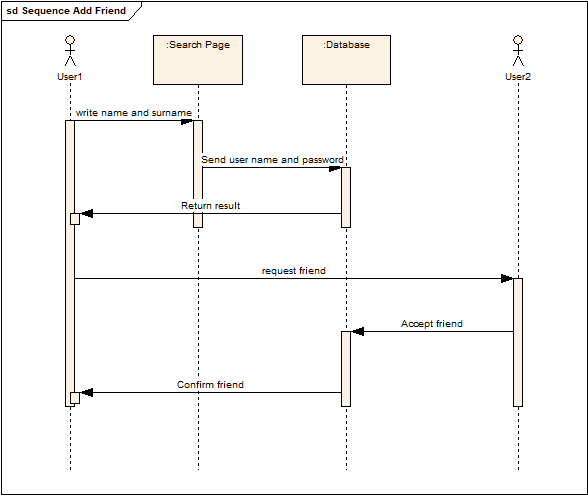 sd Sequence Add Friend
:Search Page
:Database
User1
User2
write name and surname
Send user name and password
Return result
request friend
Accept friend
Confirm friend